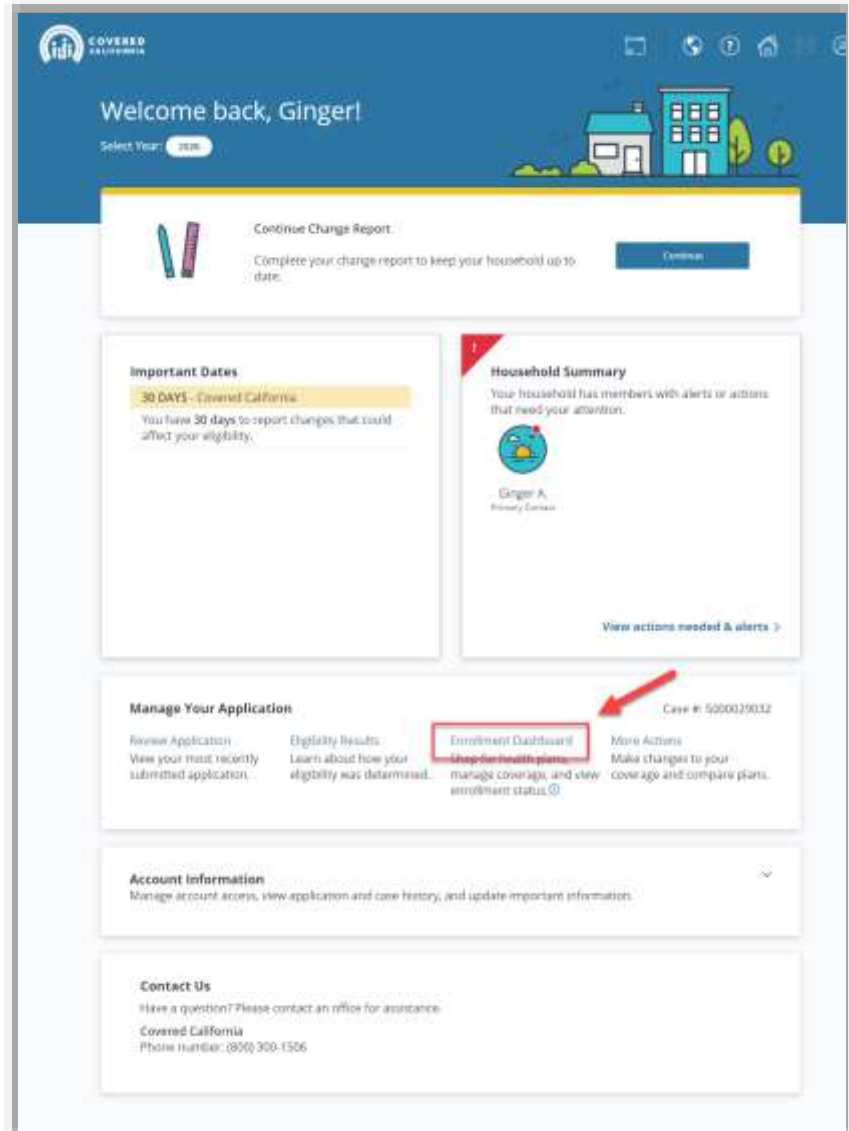 COVERED
CALIFORNIA
Welcome back, Ginger!
Select Year:
Continue Change Report
Complete your change report to keep your household up to
date.
Continue
Important Dates
30 DAYS - Covered California
You have 30 days to report changes that could
affect your eligibility.
!
Household Summary
Your household has members with alerts or actions
that need your attention.
Ginger A.
Primary Contact
View actions needed & alerts >
Manage Your Application
Case #: 5000029032
Review Application
View your most recently
submitted application.
Eligibility Results
Learn about how your
eligibility was determined.
Enrollment Dashboard
Shop for health plans,
manage coverage, and view
enrollment status.
More Actions
Make changes to your
coverage and compare plans.
Account Information
Manage account access, view application and case history, and update important information.
Contact Us
Have a question? Please contact an office for assistance.
Covered California
Phone number: (800) 300-1506